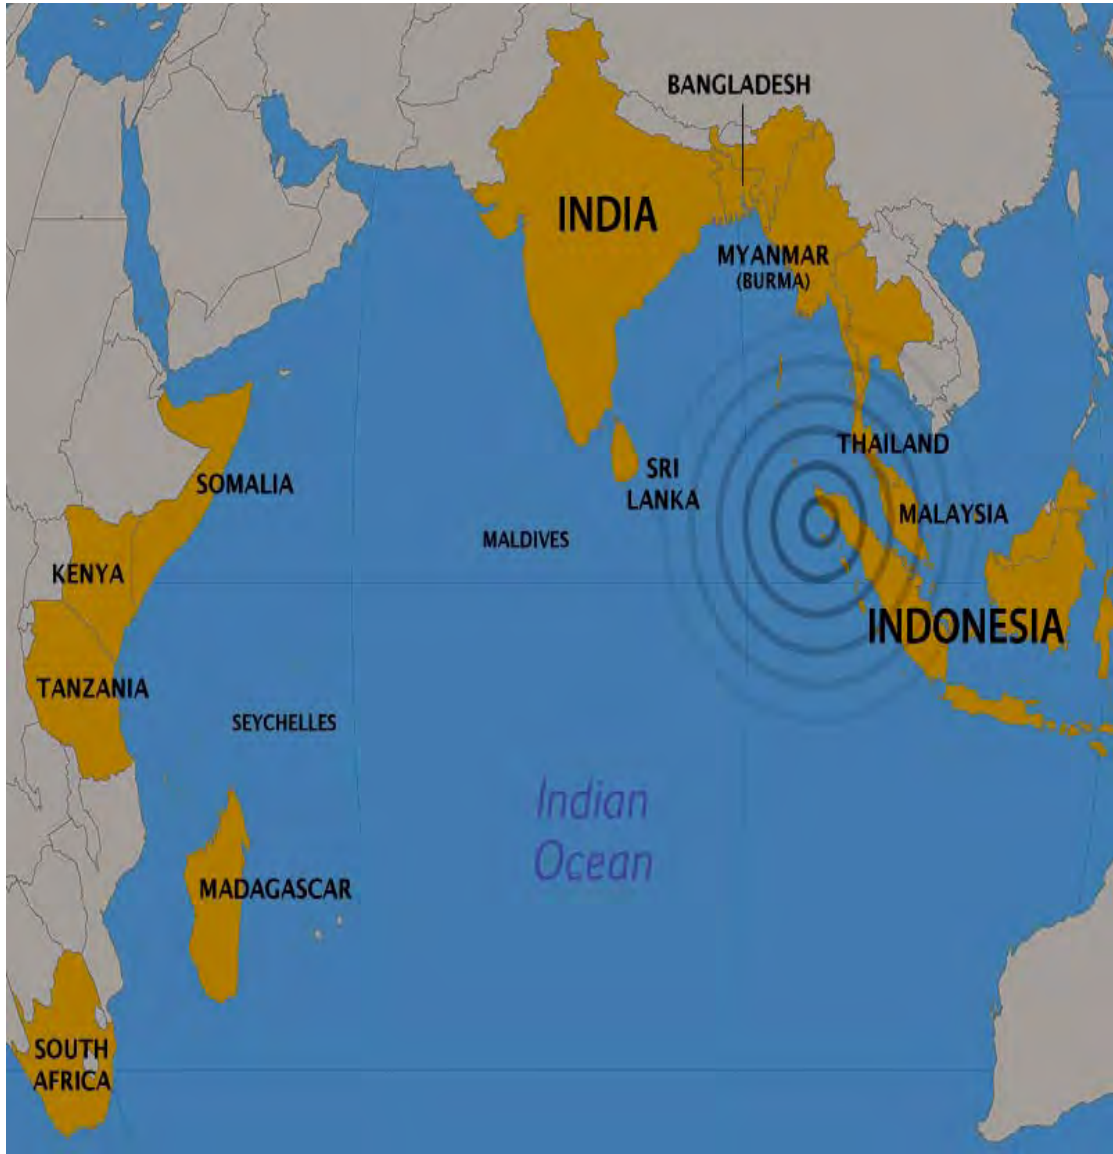 BANGLADESH
INDIA
MYANMAR
(BURMA)
THAILAND
SOMALIA
SRI
LANKA
MALAYSIA
MALDIVES
KENYA
INDONESIA
TANZANIA
SEYCHELLES
Indian
Ocean
MADAGASCAR
SOUTH
AFRICA